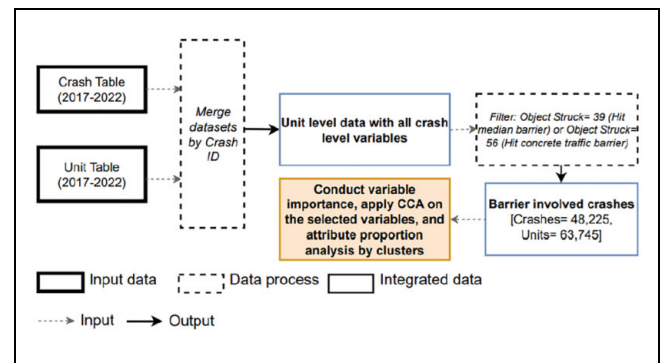 Crash Table
(2017-2022)
Unit Table
(2017-2022)
Merge
datasets
by Crash
ID
Unit level data with all crash
level variables
Filter: Object Struck= 39 (Hit
median barrier) or Object Struck=
56 (Hit concrete traffic barrier)
Barrier involved crashes
[Crashes= 48,225,
Units= 63,745]
Conduct variable
importance, apply CCA on
the selected variables, and
attribute proportion
analysis by clusters
Input data
Data process
Integrated data
Input
Output